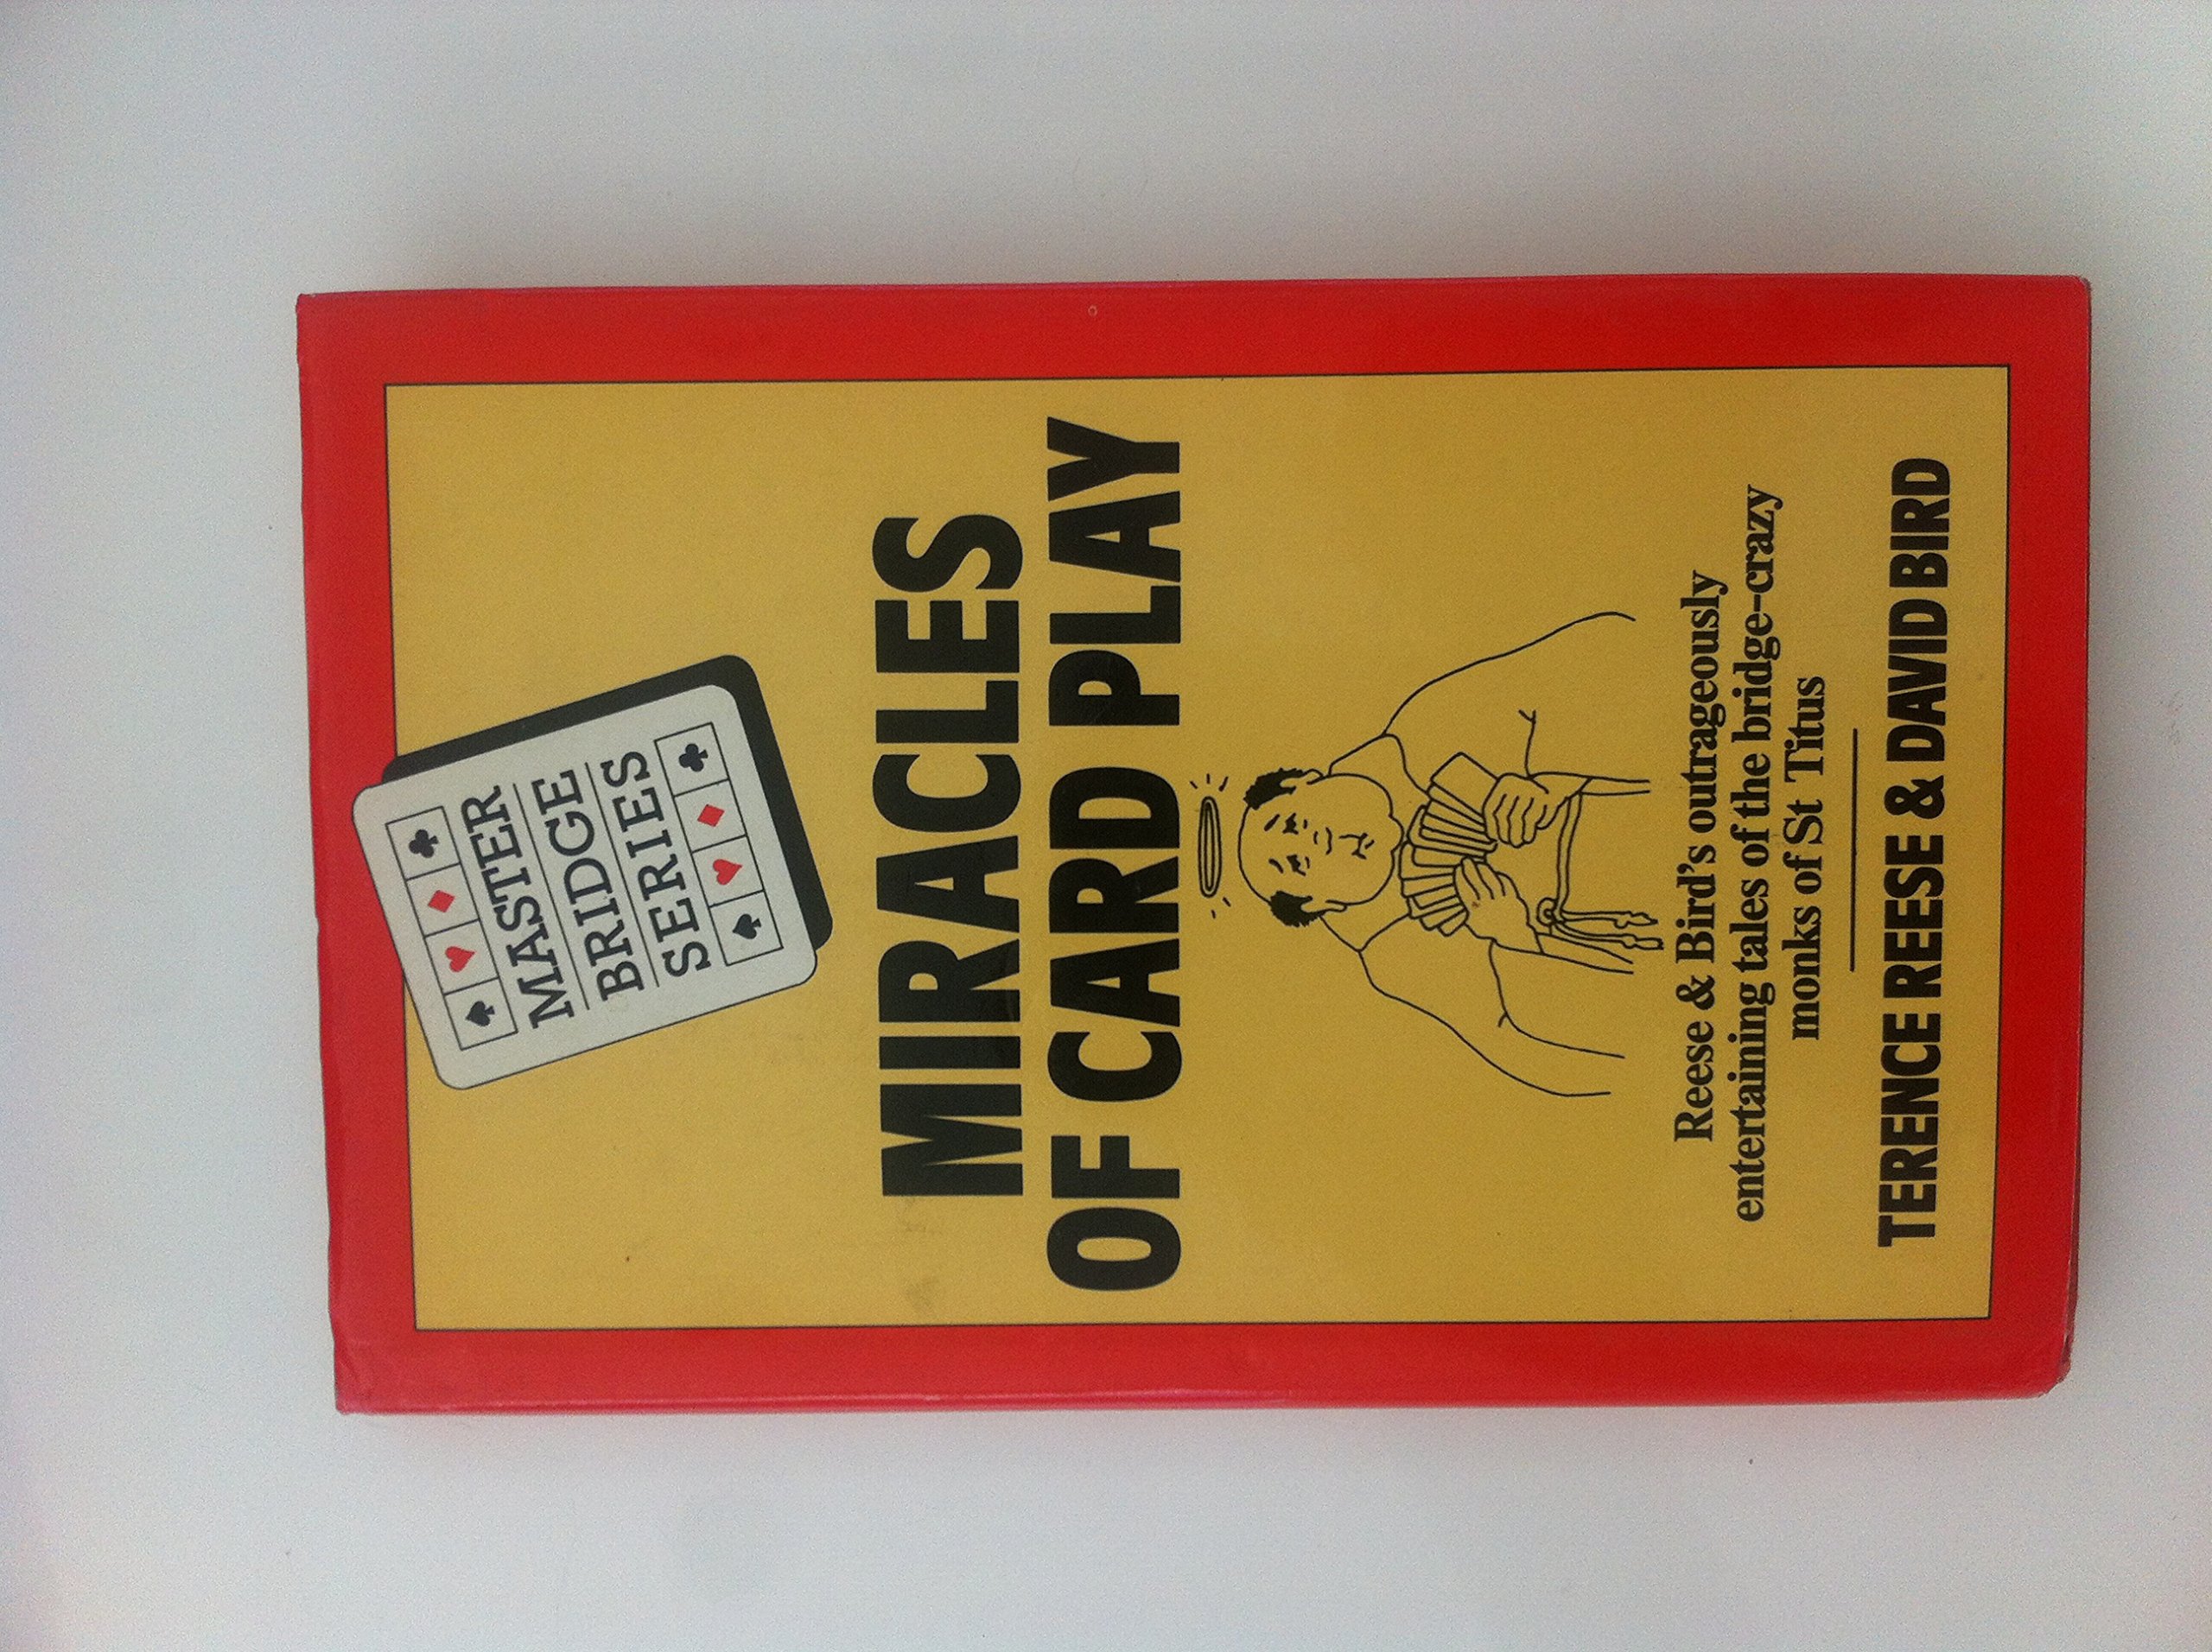 MASTER
BRIDGE
SERIES
MIRACLES
OF CARD PLAY
Reese & Bird's outrageously
entertaining tales of the bridge-crazy
monks of St Titus
TERENCE REESE & DAVID BIRD